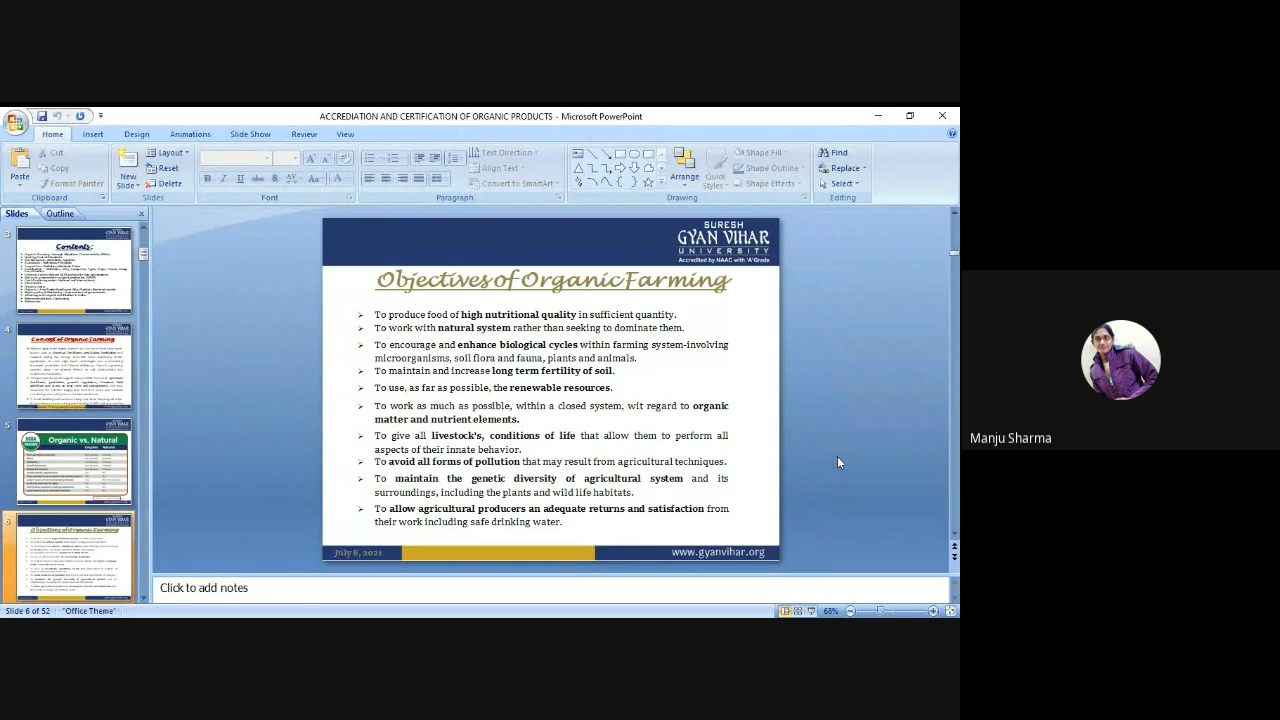 ACCREDIATION AND CERTIFICATION OF ORGANIC PRODUCTS - Microsoft PowerPoint
Home Insert Design Animations Slide Show Review View
Paste
Cut
Copy
Format Painter
Clipboard
New Slide
Layout
Reset
Delete
Slides
Font
Text Direction
Align Text
Convert to SmartArt
Paragraph
Arrange
Quick Styles
Shape Fill
Shape Outline
Shape Effects
Drawing
Find
Replace
Select
Editing
Slides Outline
3
Contents:
4
Concept of Organic Farming
5
Organic vs. Natural
6
Objectives of Organic Farming
SURESH
GYAN VIHAR
UNIVERSITY
Accredited by NAAC with 'A' Grade
Objectives of Organic Farming
To produce food of high nutritional quality in sufficient quantity.
To work with natural system rather than seeking to dominate them.
To encourage and enhance biological cycles within farming system-involving
microorganisms, soil flora and fauna, plants and animals.
To maintain and increase long term fertility of soil.
To use, as far as possible, the renewable resources.
To work as much as possible, within a closed system, wit regard to organic
matter and nutrient elements.
To give all livestock's, conditions of life that allow them to perform all
aspects of their innate behavior.
To avoid all forms of pollution that may result from agricultural techniques.
To maintain the genetic diversity of agricultural system and its
surroundings, including the plants and wild life habitats.
To allow agricultural producers an adequate returns and satisfaction from
their work including safe drinking water.
July 8, 2021
www.gyanvihar.org
Click to add notes
Slide 6 of 52 "Office Theme" 68%
Manju Sharma